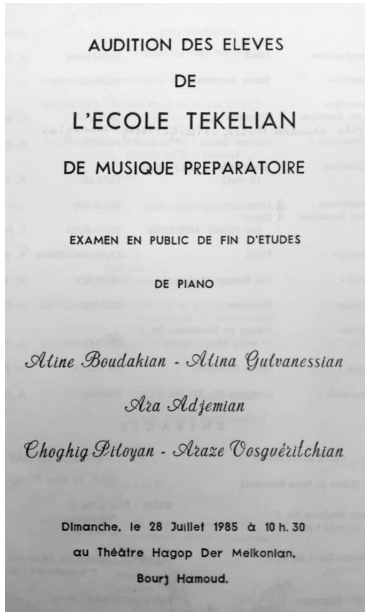 AUDITION DES ELEVES
DE
L'ECOLE TEKELIAN
DE MUSIQUE PREPARATOIRE
EXAMEN EN PUBLIC DE FIN D'ETUDES
DE PIANO
Aline Boudakian - Alina Gulvanessian
Ara Adjemian
Choghig Pitoyan - Araze Vosguéritchian
Dimanche, le 28 Juillet 1985 à 10 h. 30
au Théâtre Hagop Der Melkonian,
Bourj Hamoud.